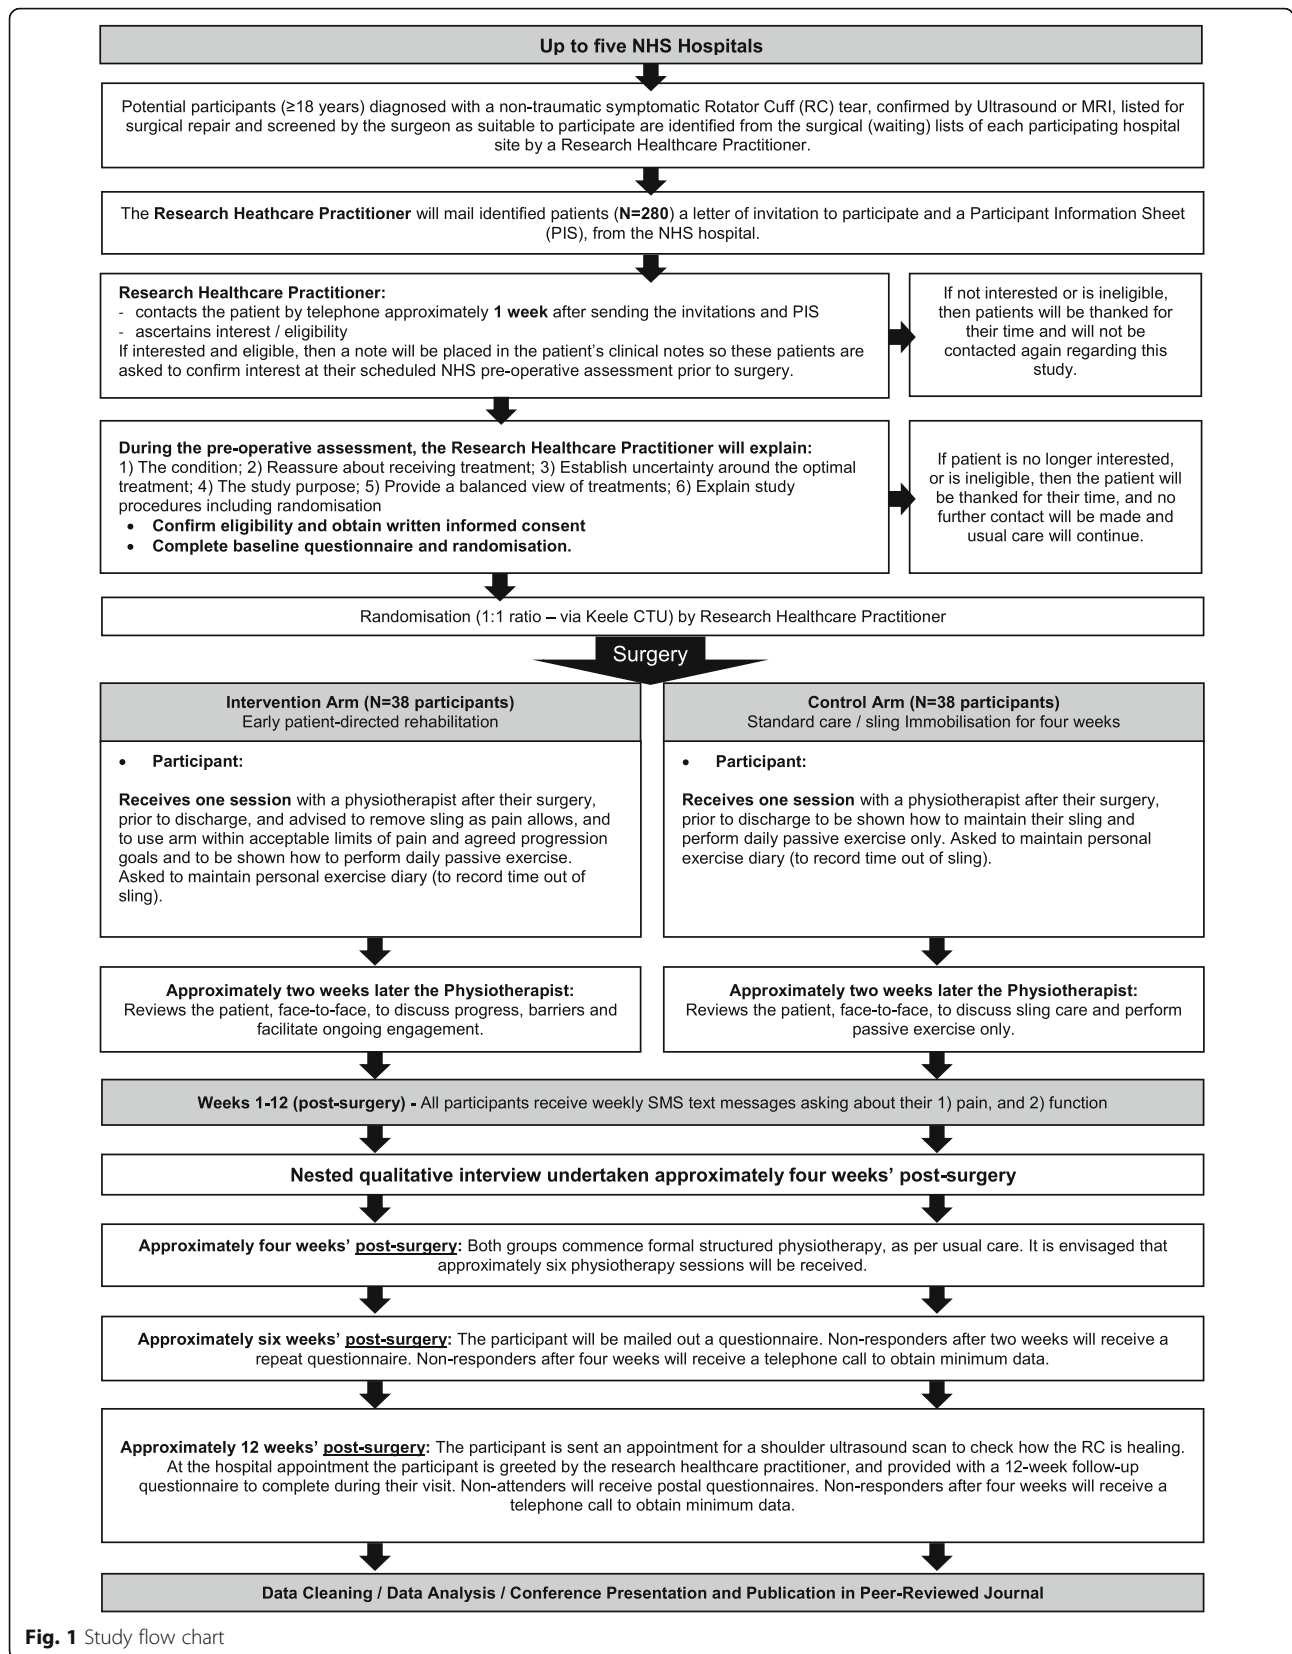 Up to five NHS Hospitals
Potential participants (≥18 years) diagnosed with a non-traumatic symptomatic Rotator Cuff (RC) tear, confirmed by Ultrasound or MRI, listed for
surgical repair and screened by the surgeon as suitable to participate are identified from the surgical (waiting) lists of each participating hospital
site by a Research Healthcare Practitioner.
The Research Heathcare Practitioner will mail identified patients (N=280) a letter of invitation to participate and a Participant Information Sheet
(PIS), from the NHS hospital.
Research Healthcare Practitioner:
- contacts the patient by telephone approximately 1 week after sending the invitations and PIS
- ascertains interest / eligibility
If interested and eligible, then a note will be placed in the patient's clinical notes so these patients are
asked to confirm interest at their scheduled NHS pre-operative assessment prior to surgery.
If not interested or is ineligible,
then patients will be thanked for
their time and will not be
contacted again regarding this
study.
During the pre-operative assessment, the Research Healthcare Practitioner will explain:
1) The condition; 2) Reassure about receiving treatment; 3) Establish uncertainty around the optimal
treatment; 4) The study purpose; 5) Provide a balanced view of treatments; 6) Explain study
procedures including randomisation
• Confirm eligibility and obtain written informed consent
• Complete baseline questionnaire and randomisation.
If patient is no longer interested,
or is ineligible, then the patient will
be thanked for their time, and no
further contact will be made and
usual care will continue.
Randomisation (1:1 ratio – via Keele CTU) by Research Healthcare Practitioner
Surgery
Intervention Arm (N=38 participants)
Early patient-directed rehabilitation
• Participant:
Receives one session with a physiotherapist after their surgery,
prior to discharge, and advised to remove sling as pain allows, and
to use arm within acceptable limits of pain and agreed progression
goals and to be shown how to perform daily passive exercise.
Asked to maintain personal exercise diary (to record time out of
sling).
Control Arm (N=38 participants)
Standard care / sling Immobilisation for four weeks
• Participant:
Receives one session with a physiotherapist after their surgery,
prior to discharge to be shown how to maintain their sling and
perform daily passive exercise only. Asked to maintain personal
exercise diary (to record time out of sling).
Approximately two weeks later the Physiotherapist:
Reviews the patient, face-to-face, to discuss progress, barriers and
facilitate ongoing engagement.
Approximately two weeks later the Physiotherapist:
Reviews the patient, face-to-face, to discuss sling care and perform
passive exercise only.
Weeks 1-12 (post-surgery) - All participants receive weekly SMS text messages asking about their 1) pain, and 2) function
Nested qualitative interview undertaken approximately four weeks' post-surgery
Approximately four weeks' post-surgery: Both groups commence formal structured physiotherapy, as per usual care. It is envisaged that
approximately six physiotherapy sessions will be received.
Approximately six weeks' post-surgery: The participant will be mailed out a questionnaire. Non-responders after two weeks will receive a
repeat questionnaire. Non-responders after four weeks will receive a telephone call to obtain minimum data.
Approximately 12 weeks' post-surgery: The participant is sent an appointment for a shoulder ultrasound scan to check how the RC is healing.
At the hospital appointment the participant is greeted by the research healthcare practitioner, and provided with a 12-week follow-up
questionnaire to complete during their visit. Non-attenders will receive postal questionnaires. Non-responders after four weeks will receive a
telephone call to obtain minimum data.
Data Cleaning / Data Analysis / Conference Presentation and Publication in Peer-Reviewed Journal
Fig. 1 Study flow chart